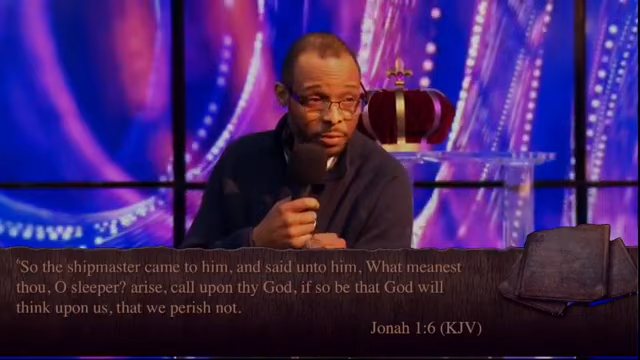 "So the shipmaster came to him, and said unto him, What meanest
thou, O sleeper? arise, call upon thy God, if so be that God will
think upon us, that we perish not.
Jonah 1:6 (KJV)